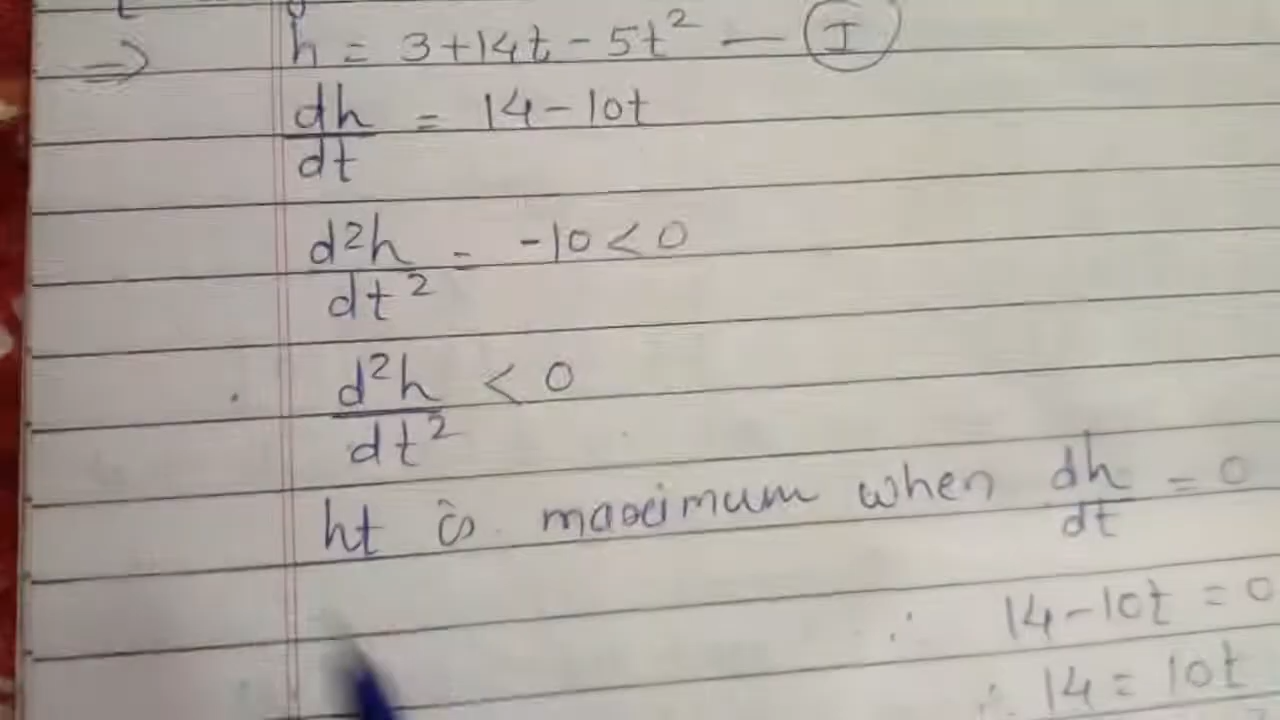 ⇒ h = 3+14t - 5t² — (I)
dh/dt = 14-10t
d²h/dt² = -10<0
d²h/dt² < 0
ht is maximum when dh/dt = 0
∴ 14-10t = 0
∴ 14 = 10t